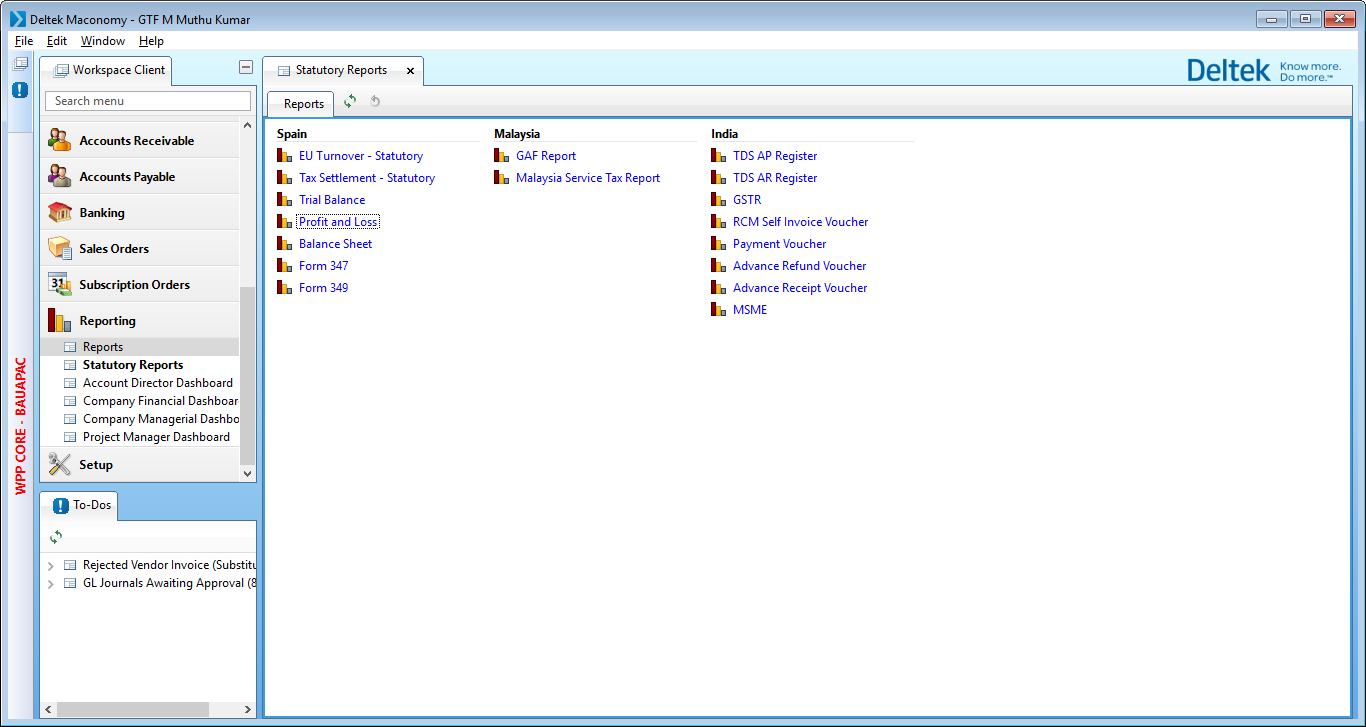 Deltek Maconomy - GTF M Muthu Kumar
File Edit Window Help
Workspace Client
Statutory Reports
Deltek Know more.
Do more.™
Search menu
Reports
Accounts Receivable
Accounts Payable
Banking
Sales Orders
31
Subscription Orders
Reporting
Reports
Statutory Reports
Account Director Dashboard
Company Financial Dashboar
Company Managerial Dashbo
Project Manager Dashboard
Setup
WPP CORE - BAUAPAC
To-Dos
Rejected Vendor Invoice (Substitu
GL Journals Awaiting Approval (8
Spain
EU Turnover - Statutory
Tax Settlement - Statutory
Trial Balance
Profit and Loss
Balance Sheet
Form 347
Form 349
Malaysia
GAF Report
Malaysia Service Tax Report
India
TDS AP Register
TDS AR Register
GSTR
RCM Self Invoice Voucher
Payment Voucher
Advance Refund Voucher
Advance Receipt Voucher
MSME